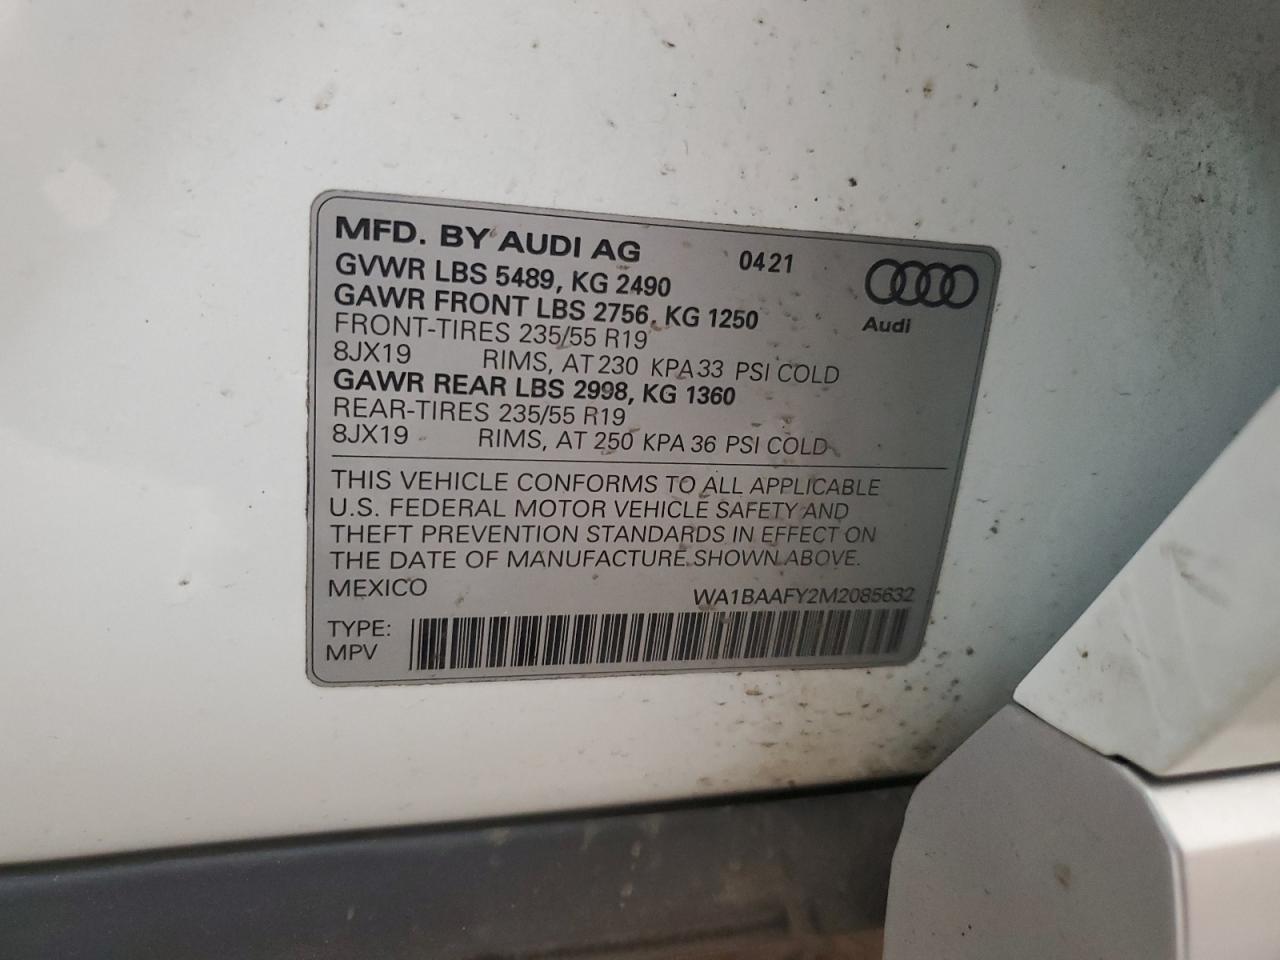 MFD. BY AUDI AG 0421
GVWR LBS 5489, KG 2490
GAWR FRONT LBS 2756, KG 1250
Audi
FRONT-TIRES 235/55 R19
8JX19 RIMS, AT 230 KPA 33 PSI COLD
GAWR REAR LBS 2998, KG 1360
REAR-TIRES 235/55 R19
8JX19 RIMS, AT 250 KPA 36 PSI COLD
THIS VEHICLE CONFORMS TO ALL APPLICABLE
U.S. FEDERAL MOTOR VEHICLE SAFETY AND
THEFT PREVENTION STANDARDS IN EFFECT ON
THE DATE OF MANUFACTURE SHOWN ABOVE.
MEXICO WA1BAAFY2M2085632
TYPE:
MPV